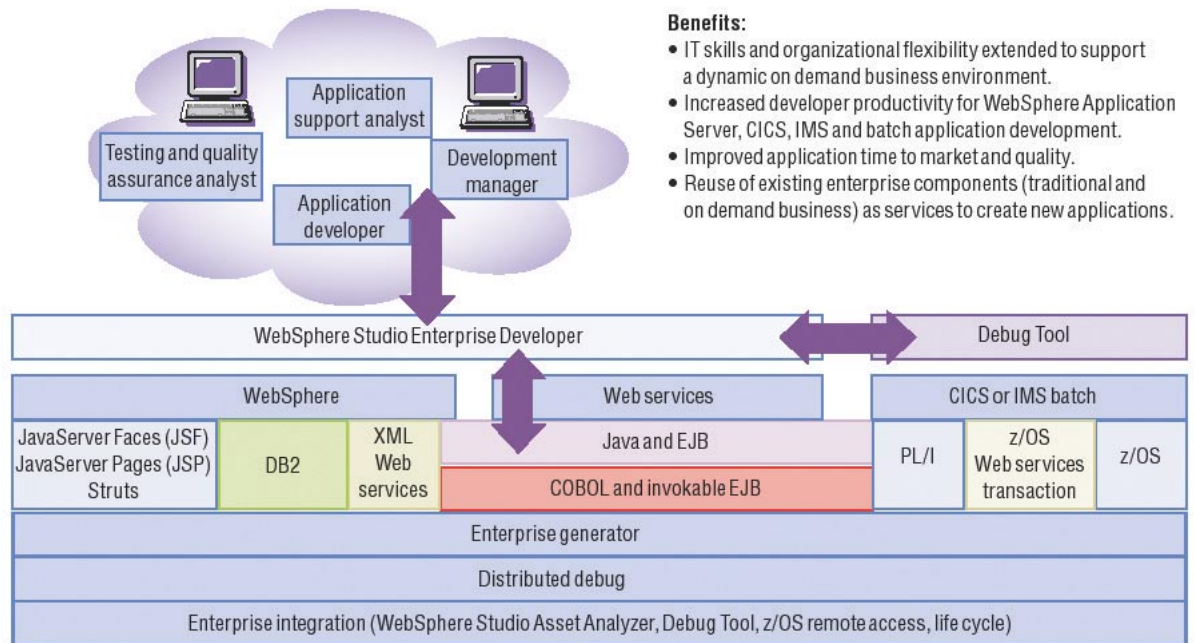 Benefits:
• IT skills and organizational flexibility extended to support
a dynamic on demand business environment.
• Increased developer productivity for WebSphere Application
Server, CICS, IMS and batch application development.
• Improved application time to market and quality.
• Reuse of existing enterprise components (traditional and
on demand business) as services to create new applications.
Application
support analyst
Testing and quality
assurance analyst
Development
manager
Application
developer
WebSphere Studio Enterprise Developer
Debug Tool
WebSphere
Web services
CICS or IMS batch
JavaServer Faces (JSF)
JavaServer Pages (JSP)
Struts
DB2
XML
Web
services
Java and EJB
COBOL and invokable EJB
PL/I
z/OS
Web services
transaction
z/OS
Enterprise generator
Distributed debug
Enterprise integration (WebSphere Studio Asset Analyzer, Debug Tool, z/OS remote access, life cycle)